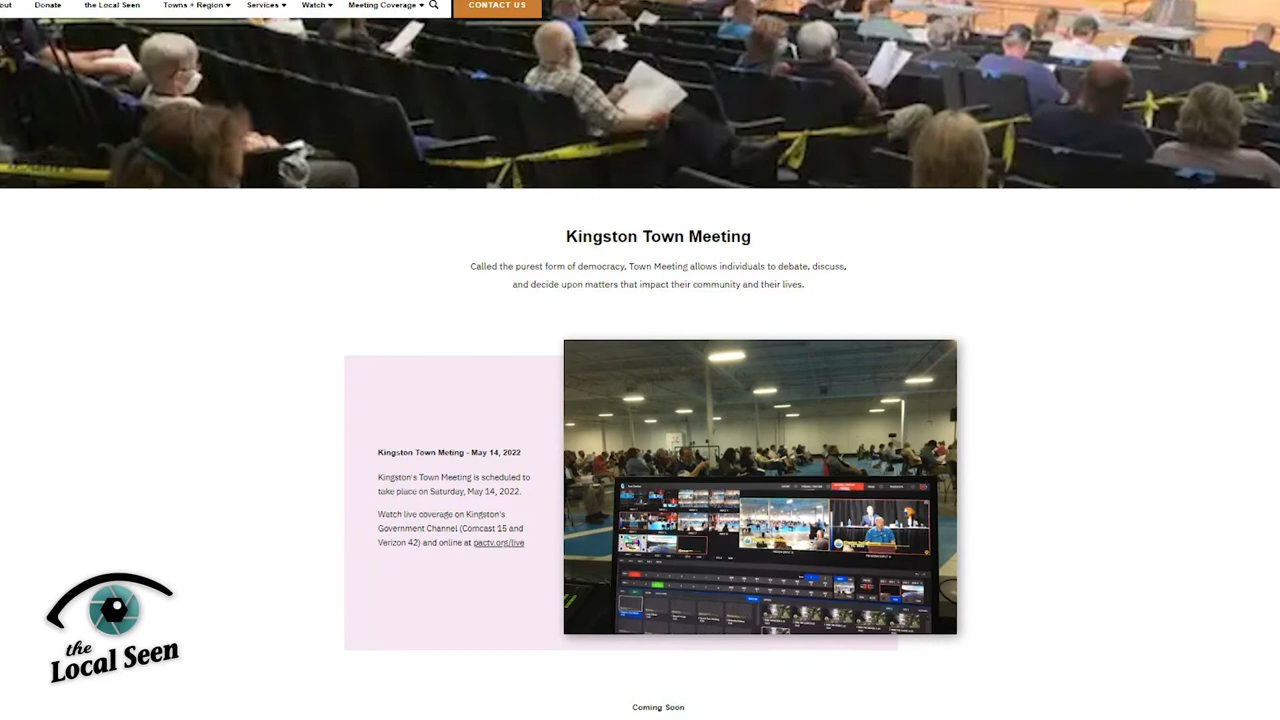 out Donate the Local Seen Towns + Region Services Watch Meeting Coverage CONTACT US
Kingston Town Meeting
Called the purest form of democracy, Town Meeting allows individuals to debate, discuss,
and decide upon matters that impact their community and their lives.
Kingston Town Meting - May 14, 2022
Kingston's Town Meeting is scheduled to
take place on Saturday, May 14, 2022.
Watch live coverage on Kingston's
Government Channel (Comcast 15 and
Verizon 42) and online at pactv.org/live
the
Local Seen
Coming Soon